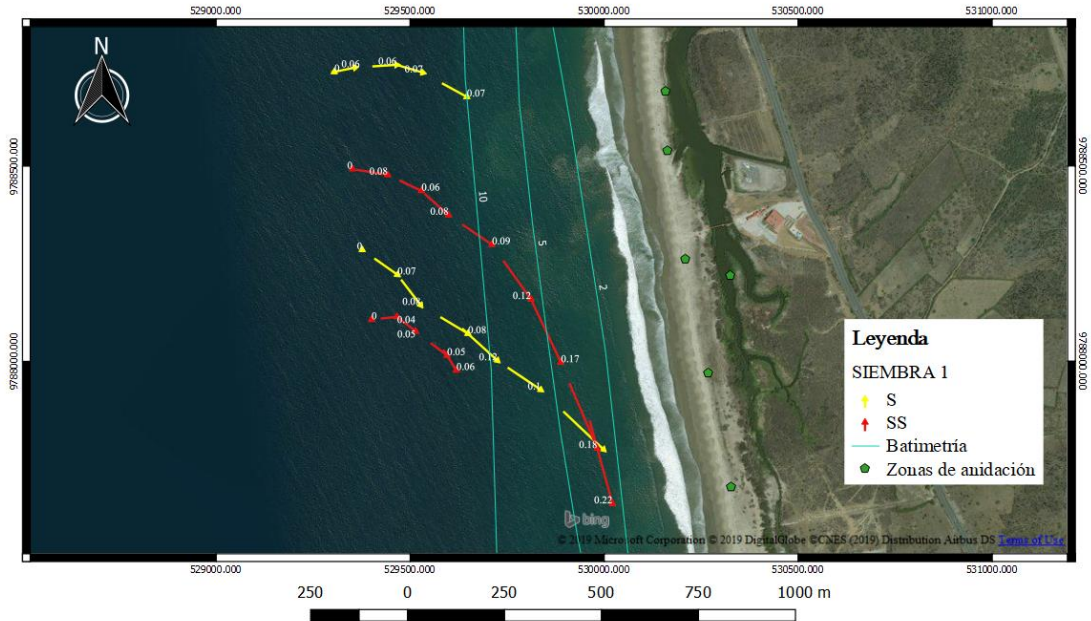 529000.000 529500.000 530000.000 530500.000 531000.000
N
0 0.06 0.06 0.07
0.07
9788500.000 9788500.000
0 0.08
0.06
10
0.08
0.09
5
0
0.07
0.12
2
0.08
0 0.04
0.05 0.08
0.05 0.13 0.17
0.06
9788000.000 9788000.000
0.1
0.18
0.22
Leyenda
SIEMBRA 1
S
SS
Batimetría
Zonas de anidación
bing
© 2019 Microsoft Corporation © 2019 DigitalGlobe ©CNES (2019) Distribution Airbus DS Terms of Use
529000.000 529500.000 530000.000 530500.000 531000.000
250 0 250 500 750 1000 m